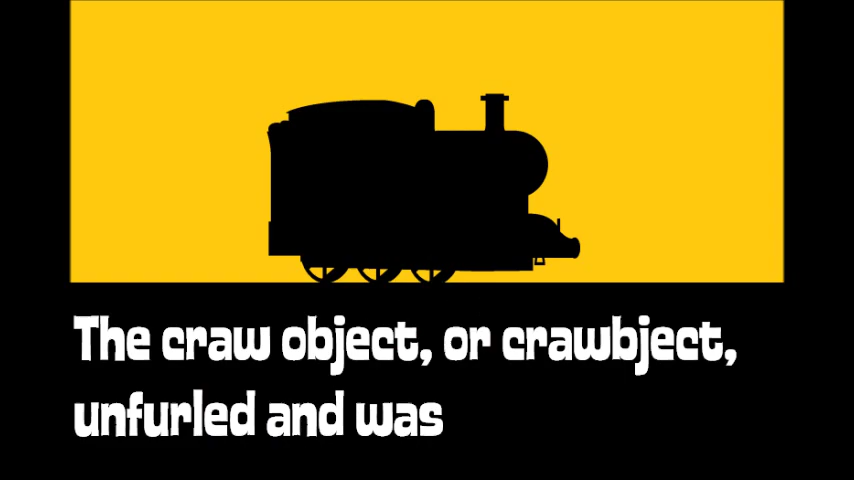 The craw object, or crawbject,
unfurled and was